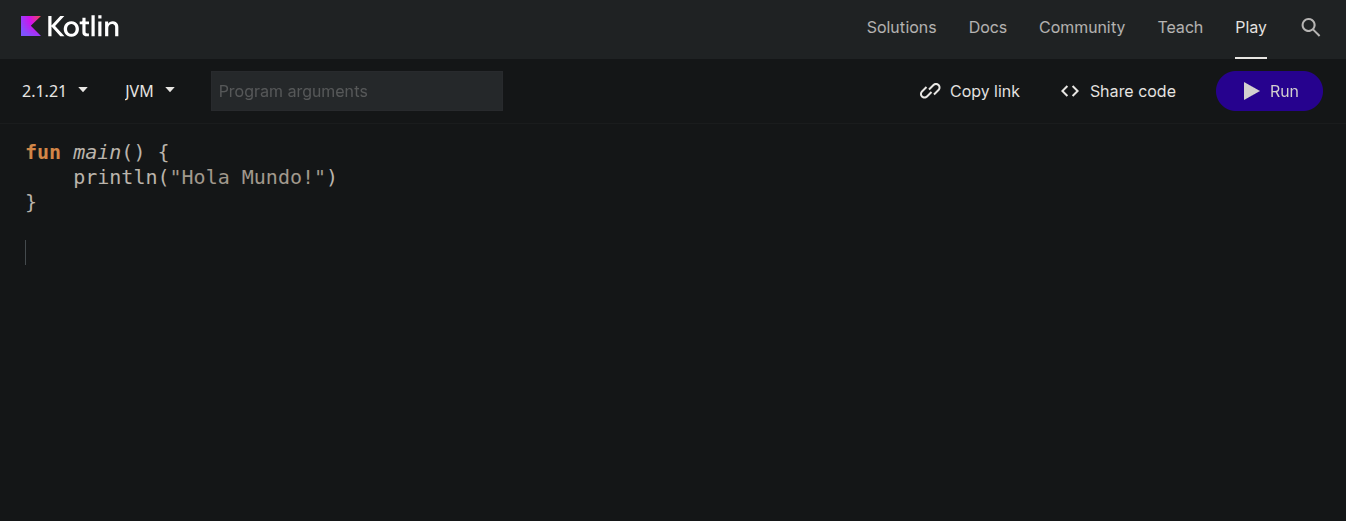 Kotlin
Solutions Docs Community Teach Play
2.1.21 JVM Program arguments Copy link Share code Run
fun main() {
    println("Hola Mundo!")
}